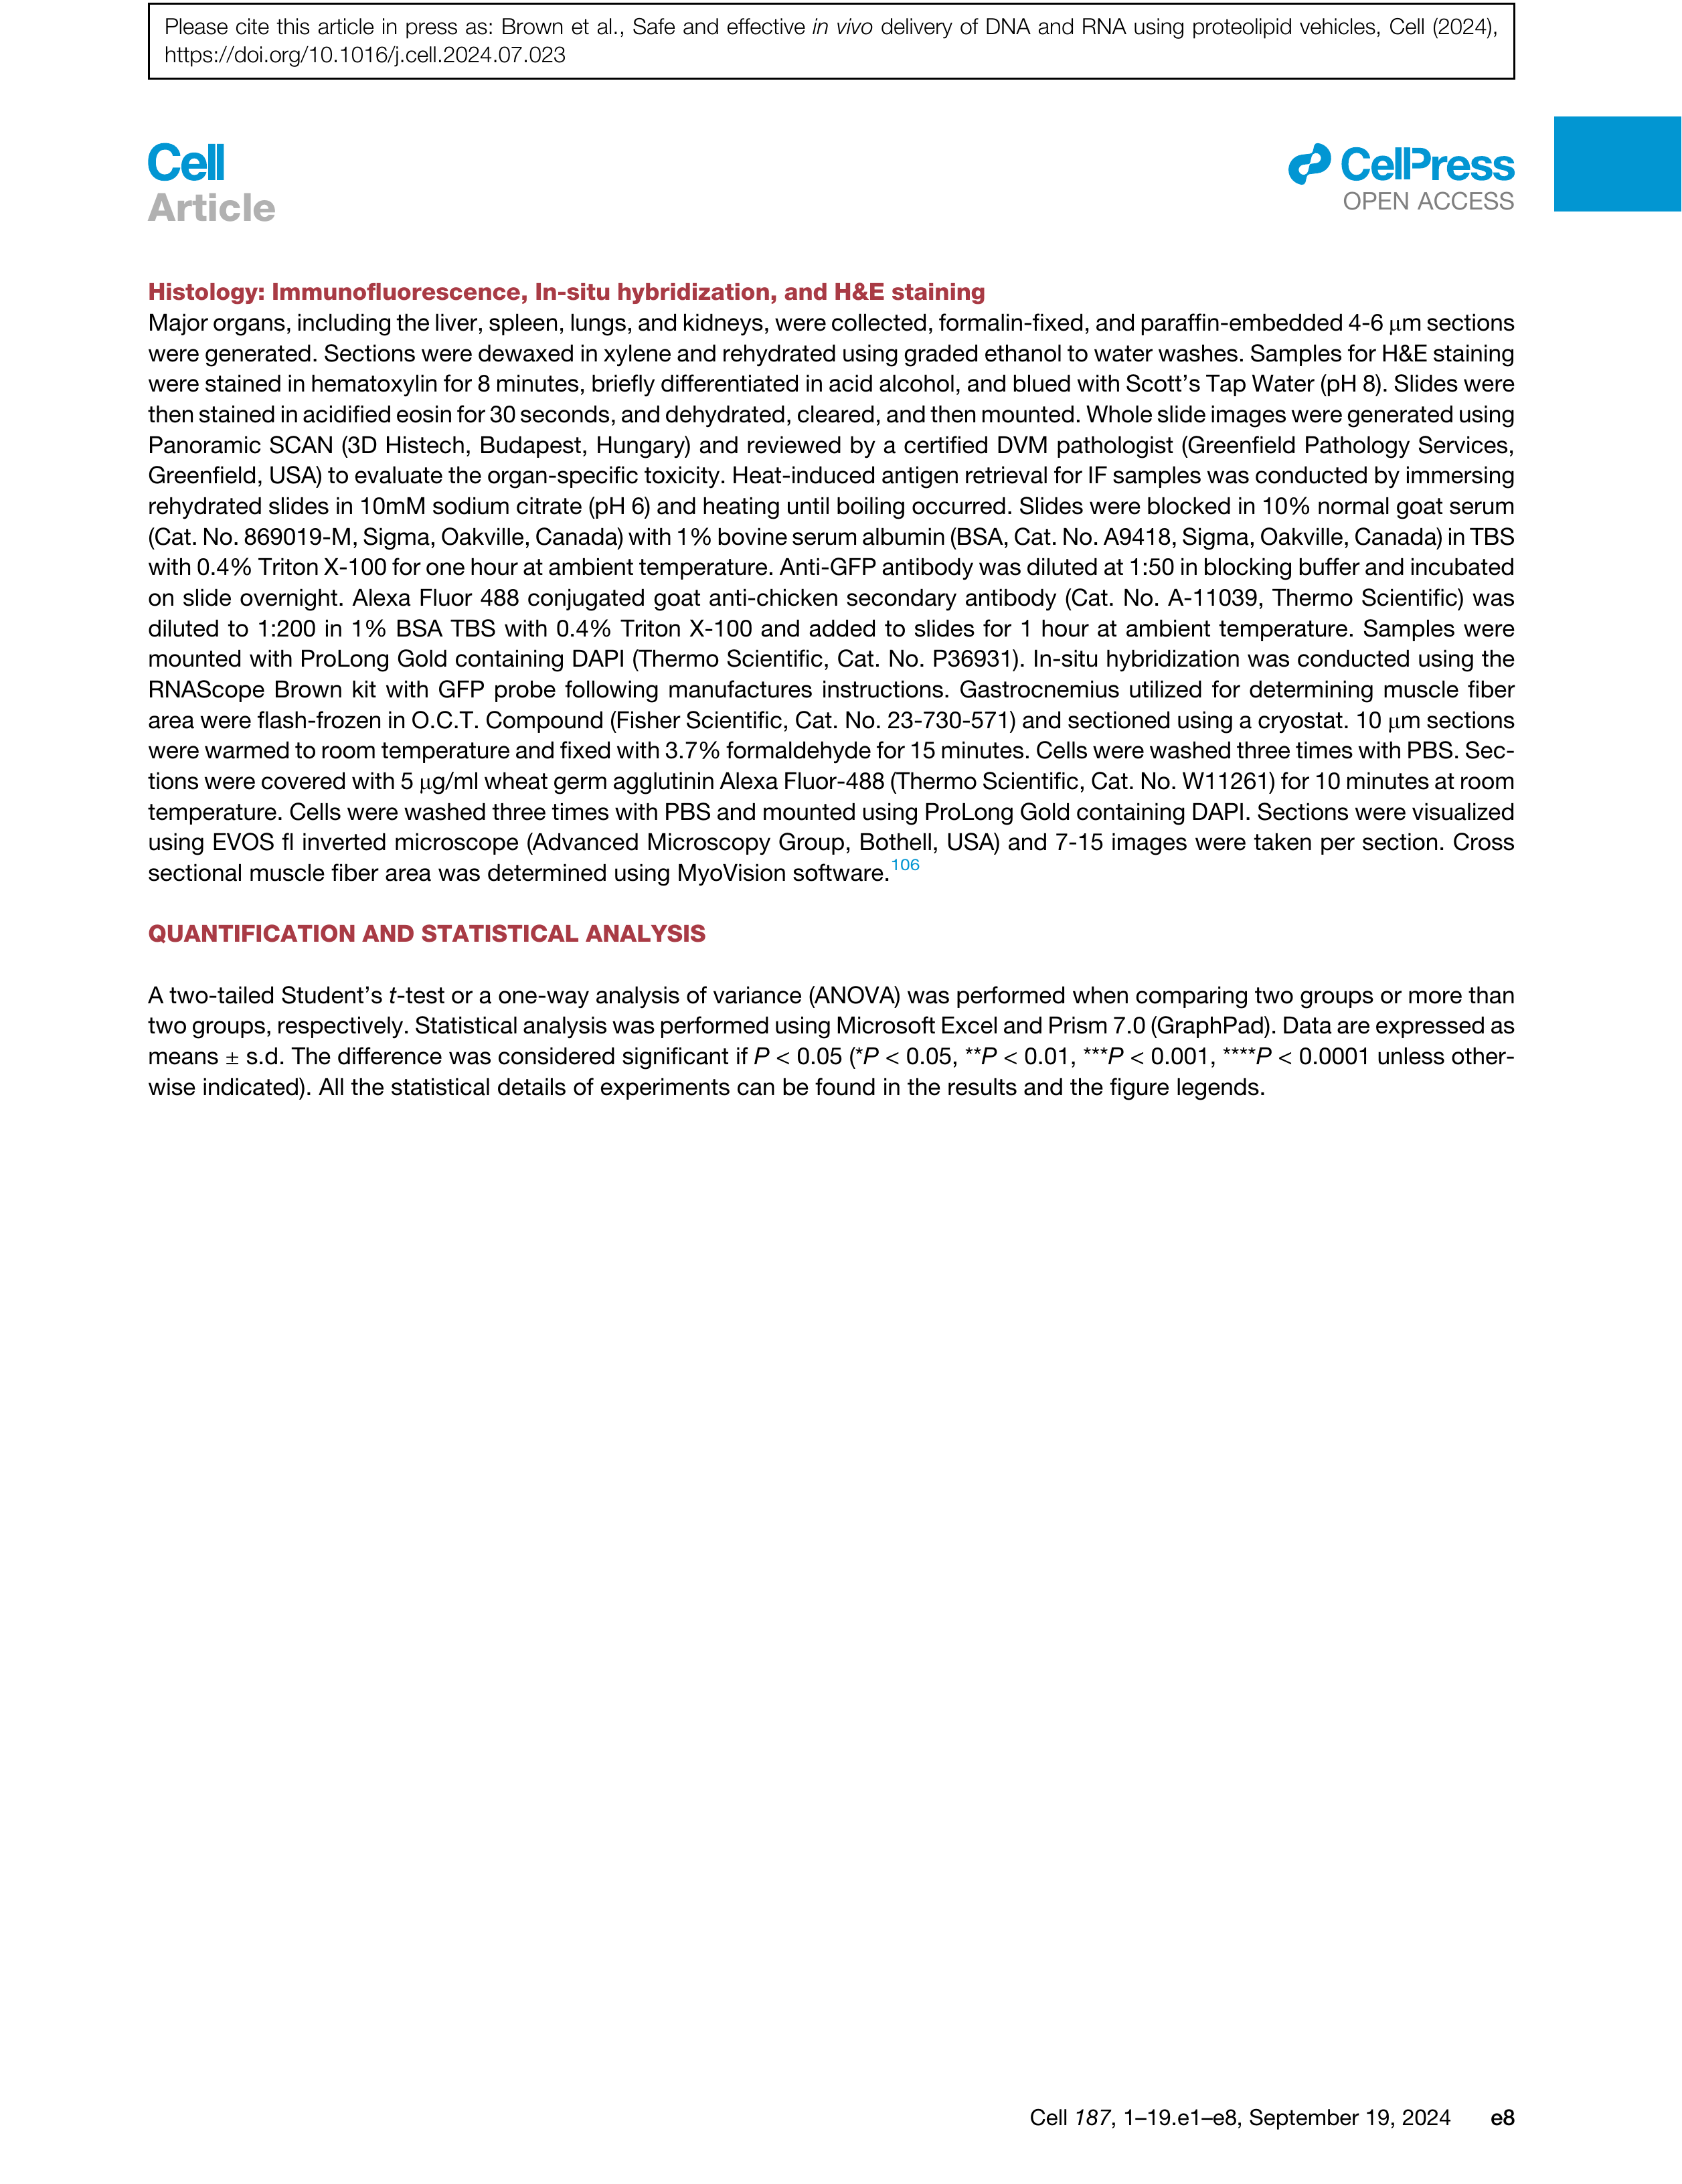 Please cite this article in press as: Brown et al., Safe and effective in vivo delivery of DNA and RNA using proteolipid vehicles, Cell (2024),
https://doi.org/10.1016/j.cell.2024.07.023
Cell
Article
CellPress
OPEN ACCESS
Histology: Immunofluorescence, In-situ hybridization, and H&E staining
Major organs, including the liver, spleen, lungs, and kidneys, were collected, formalin-fixed, and paraffin-embedded 4-6 μm sections
were generated. Sections were dewaxed in xylene and rehydrated using graded ethanol to water washes. Samples for H&E staining
were stained in hematoxylin for 8 minutes, briefly differentiated in acid alcohol, and blued with Scott's Tap Water (pH 8). Slides were
then stained in acidified eosin for 30 seconds, and dehydrated, cleared, and then mounted. Whole slide images were generated using
Panoramic SCAN (3D Histech, Budapest, Hungary) and reviewed by a certified DVM pathologist (Greenfield Pathology Services,
Greenfield, USA) to evaluate the organ-specific toxicity. Heat-induced antigen retrieval for IF samples was conducted by immersing
rehydrated slides in 10mM sodium citrate (pH 6) and heating until boiling occurred. Slides were blocked in 10% normal goat serum
(Cat. No. 869019-M, Sigma, Oakville, Canada) with 1% bovine serum albumin (BSA, Cat. No. A9418, Sigma, Oakville, Canada) in TBS
with 0.4% Triton X-100 for one hour at ambient temperature. Anti-GFP antibody was diluted at 1:50 in blocking buffer and incubated
on slide overnight. Alexa Fluor 488 conjugated goat anti-chicken secondary antibody (Cat. No. A-11039, Thermo Scientific) was
diluted to 1:200 in 1% BSA TBS with 0.4% Triton X-100 and added to slides for 1 hour at ambient temperature. Samples were
mounted with ProLong Gold containing DAPI (Thermo Scientific, Cat. No. P36931). In-situ hybridization was conducted using the
RNAScope Brown kit with GFP probe following manufactures instructions. Gastrocnemius utilized for determining muscle fiber
area were flash-frozen in O.C.T. Compound (Fisher Scientific, Cat. No. 23-730-571) and sectioned using a cryostat. 10 μm sections
were warmed to room temperature and fixed with 3.7% formaldehyde for 15 minutes. Cells were washed three times with PBS. Sec-
tions were covered with 5 μg/ml wheat germ agglutinin Alexa Fluor-488 (Thermo Scientific, Cat. No. W11261) for 10 minutes at room
temperature. Cells were washed three times with PBS and mounted using ProLong Gold containing DAPI. Sections were visualized
using EVOS fl inverted microscope (Advanced Microscopy Group, Bothell, USA) and 7-15 images were taken per section. Cross
sectional muscle fiber area was determined using MyoVision software.106
QUANTIFICATION AND STATISTICAL ANALYSIS
A two-tailed Student's t-test or a one-way analysis of variance (ANOVA) was performed when comparing two groups or more than
two groups, respectively. Statistical analysis was performed using Microsoft Excel and Prism 7.0 (GraphPad). Data are expressed as
means ± s.d. The difference was considered significant if P < 0.05 (*P < 0.05, **P < 0.01, ***P < 0.001, ****P < 0.0001 unless other-
wise indicated). All the statistical details of experiments can be found in the results and the figure legends.
Cell 187, 1–19.e1–e8, September 19, 2024 e8